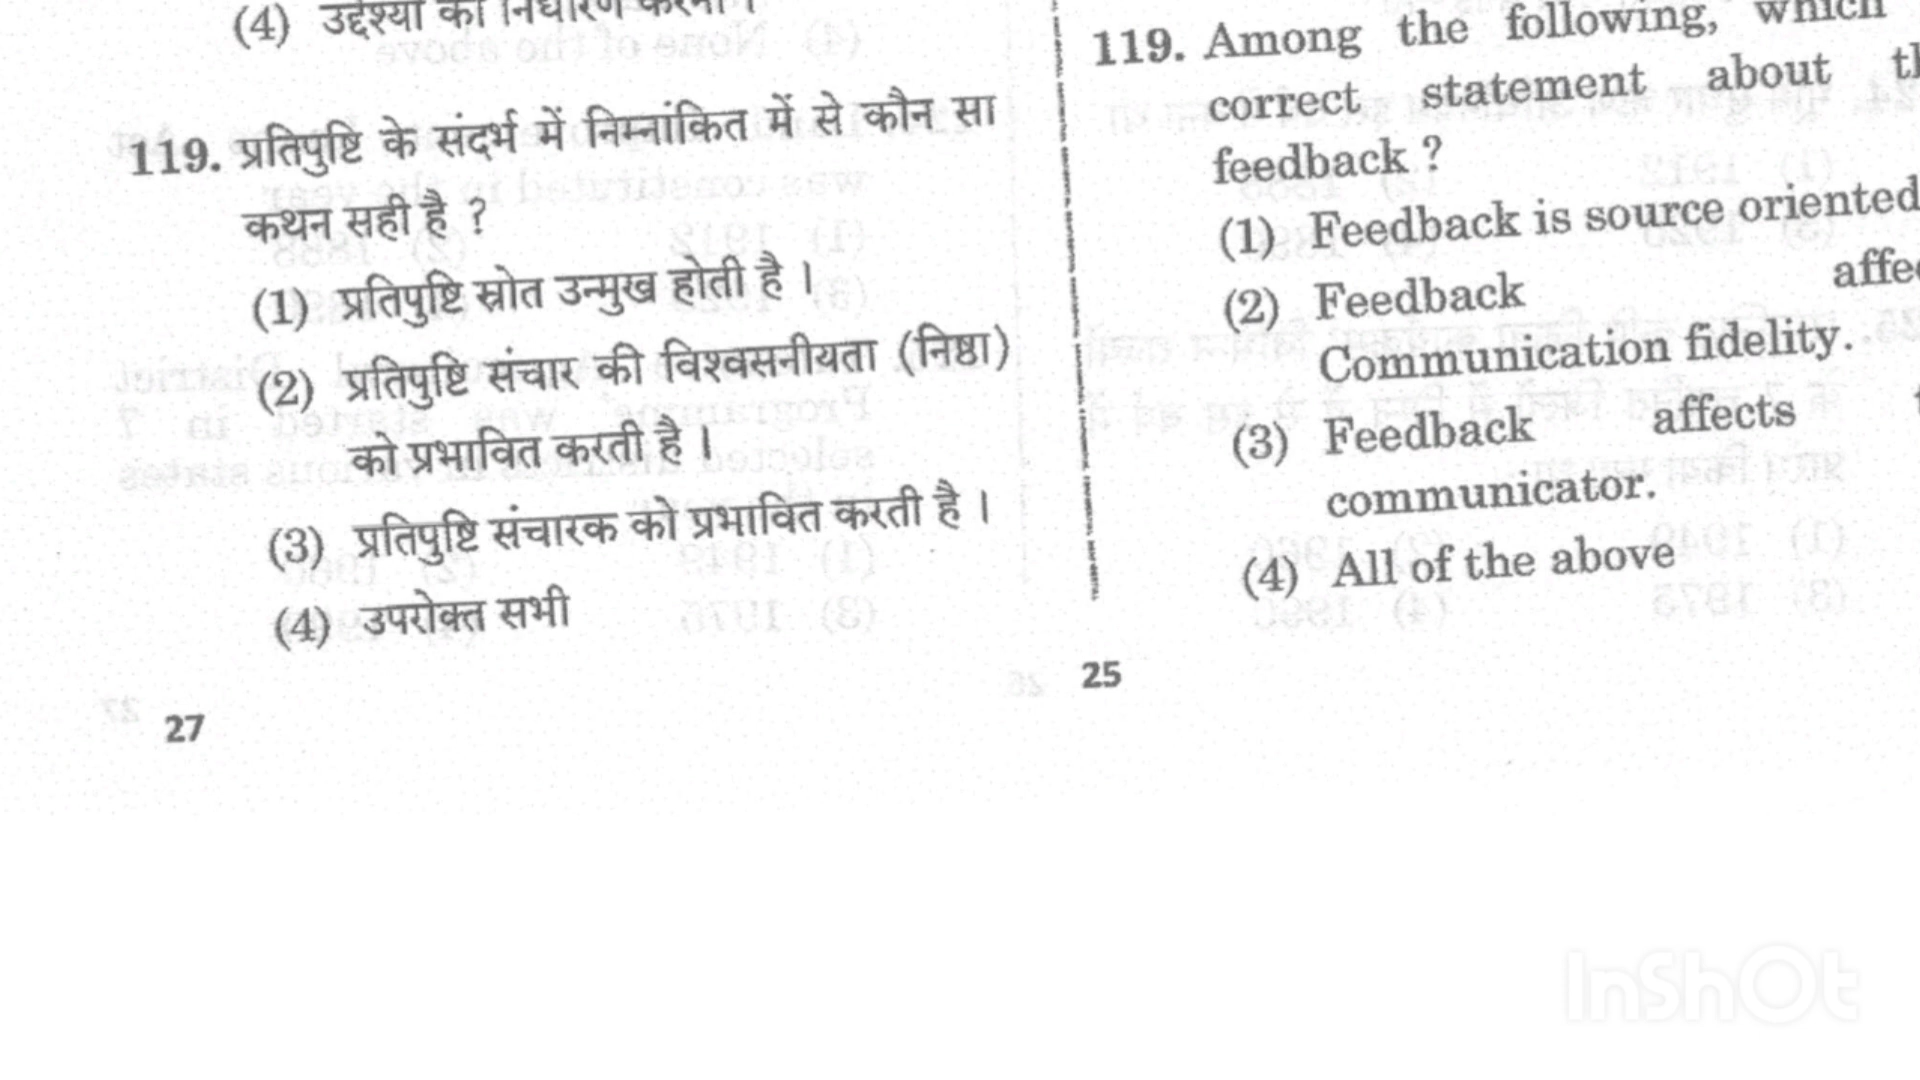 (4) उद्देश्यों का निर्धारण करना ।
119. प्रतिपुष्टि के संदर्भ में निम्नांकित में से कौन सा
कथन सही है ?
(1) प्रतिपुष्टि स्रोत उन्मुख होती है ।
(2) प्रतिपुष्टि संचार की विश्वसनीयता (निष्ठा)
को प्रभावित करती है ।
(3) प्रतिपुष्टि संचारक को प्रभावित करती है ।
(4) उपरोक्त सभी
27
119. Among the following, which
correct statement about
feedback ?
(1) Feedback is source oriented
(2) Feedback
Communication fidelity.
(3) Feedback affects
communicator.
(4) All of the above
25
InShOt